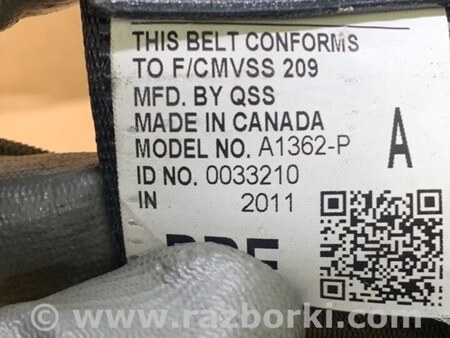 THIS BELT CONFORMS
TO F/CMVSS 209
MFD. BY QSS
MADE IN CANADA
MODEL NO. A1362-P
A
ID NO. 0033210
IN 2011
© www.razborki.com